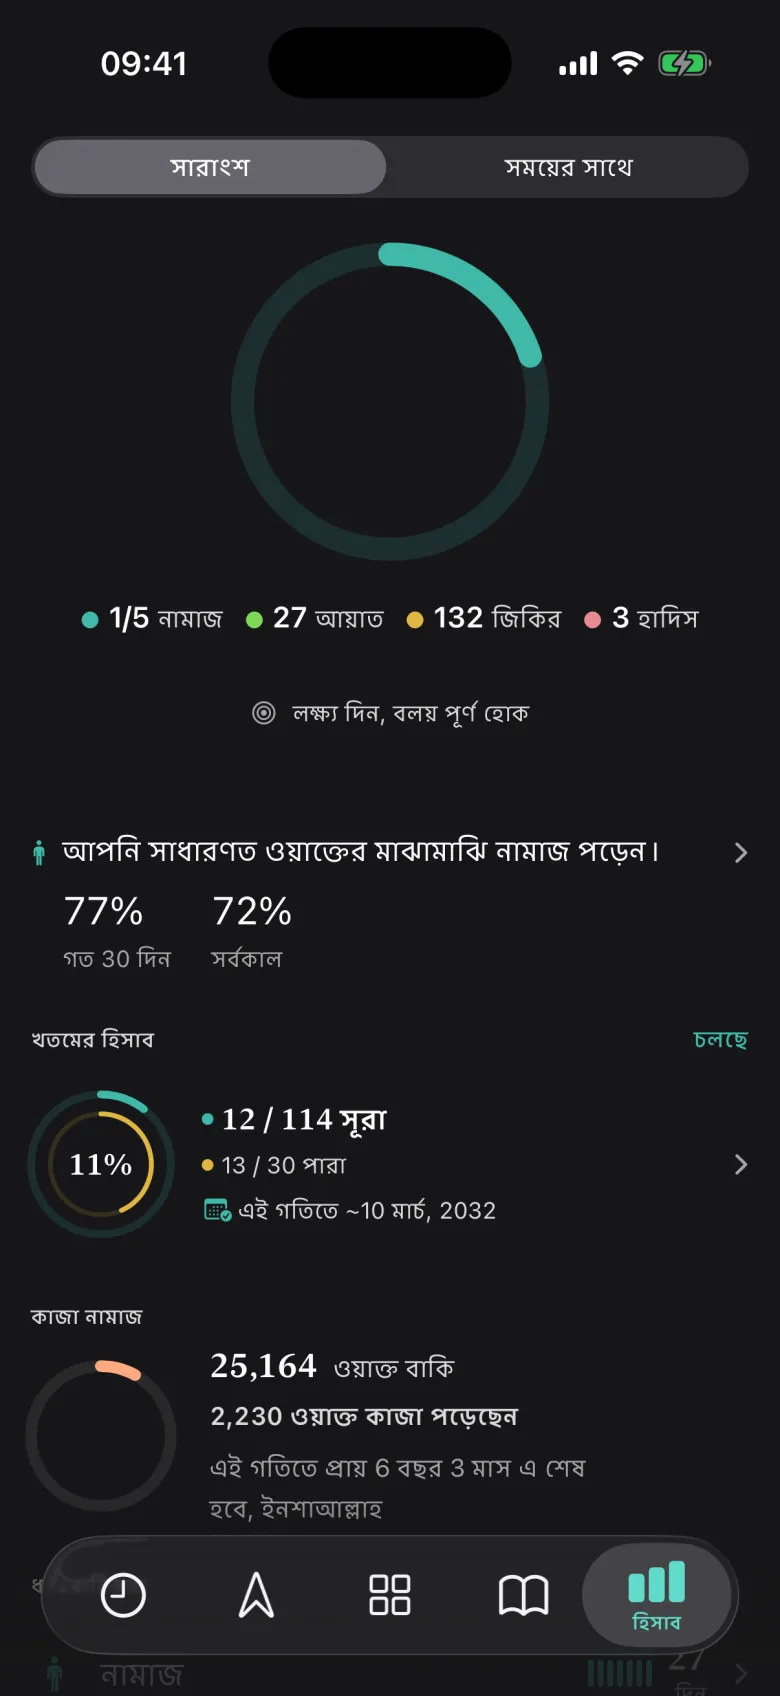 09:41
সারাংশ
সময়ের সাথে
1/5 নামাজ 27 আয়াত 132 জিকির 3 হাদিস
লক্ষ্য দিন, বলয় পূর্ণ হোক
আপনি সাধারণত ওয়াক্তের মাঝামাঝি নামাজ পড়েন।
77% 72%
গত 30 দিন সর্বকাল
খতমের হিসাব চলছে
11%
12 / 114 সূরা
13 / 30 পারা
এই গতিতে ~10 মার্চ, 2032
কাজা নামাজ
25,164 ওয়াক্ত বাকি
2,230 ওয়াক্ত কাজা পড়েছেন
এই গতিতে প্রায় 6 বছর 3 মাস এ শেষ
হবে, ইনশাআল্লাহ
হিসাব
নামাজ 27
দিন